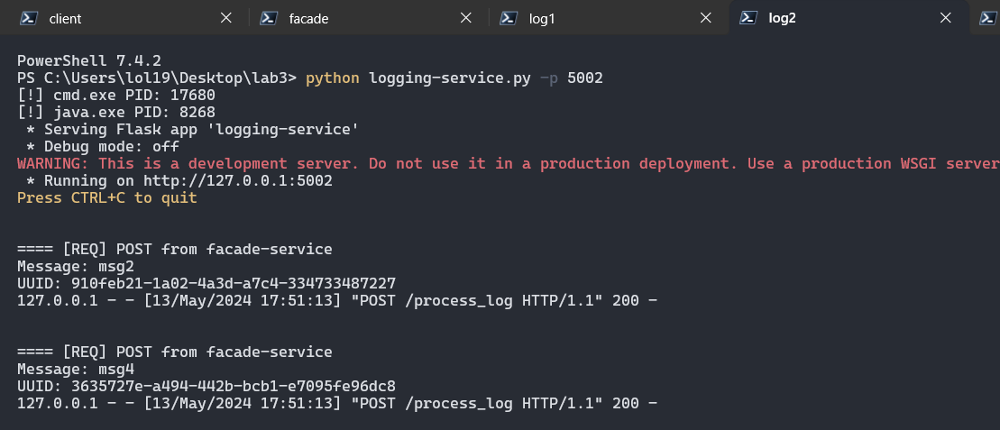 client facade log1 log2
PowerShell 7.4.2
PS C:\Users\lol19\Desktop\lab3> python logging-service.py -p 5002
[!] cmd.exe PID: 17680
[!] java.exe PID: 8268
 * Serving Flask app 'logging-service'
 * Debug mode: off
WARNING: This is a development server. Do not use it in a production deployment. Use a production WSGI server
 * Running on http://127.0.0.1:5002
Press CTRL+C to quit
==== [REQ] POST from facade-service
Message: msg2
UUID: 910feb21-1a02-4a3d-a7c4-334733487227
127.0.0.1 - - [13/May/2024 17:51:13] "POST /process_log HTTP/1.1" 200 -
==== [REQ] POST from facade-service
Message: msg4
UUID: 3635727e-a494-442b-bcb1-e7095fe96dc8
127.0.0.1 - - [13/May/2024 17:51:13] "POST /process_log HTTP/1.1" 200 -